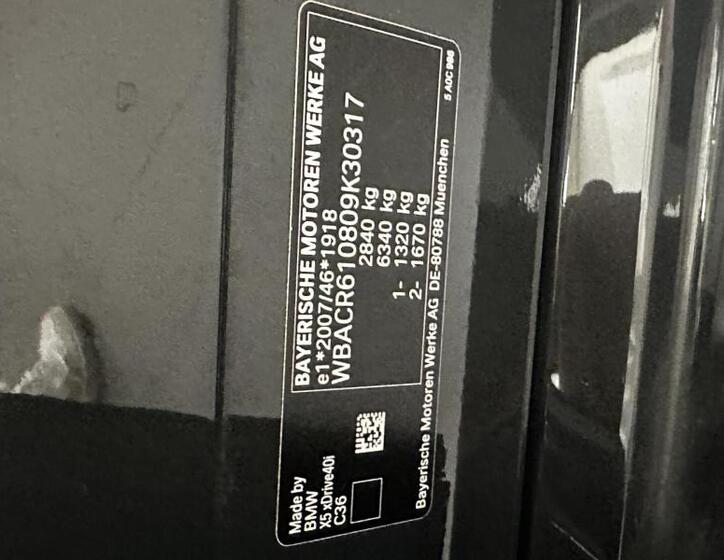 Made by
BMW
X5 xDrive40i
C36
BAYERISCHE MOTOREN WERKE AG
e1*2007/46*1918
WBACR610809K30317
2840 kg
6340 kg
1- 1320 kg
2- 1670 kg
Bayerische Motoren Werke AG DE-80788 Muenchen
5 A0C 996